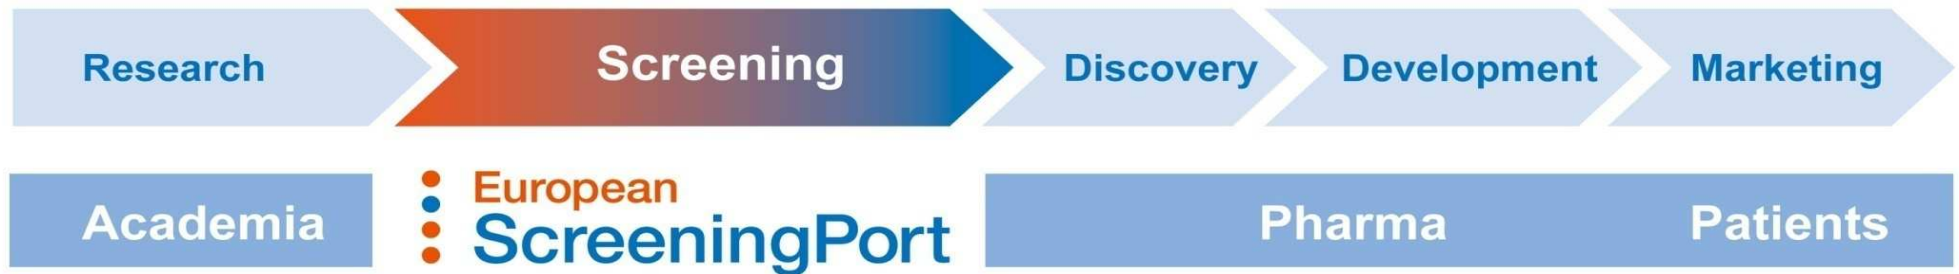 Research Screening Discovery Development Marketing
Academia European ScreeningPort Pharma Patients